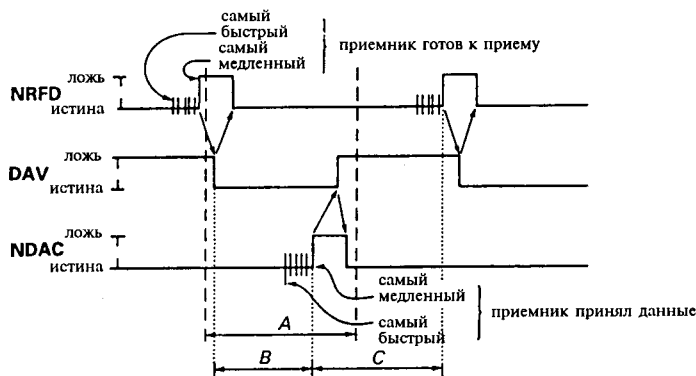 самый
быстрый
самый
медленный
приемник готов к приему
ложь
NRFD
истина
ложь
DAV
истина
ложь
NDAC
истина
самый
медленный
самый
быстрый
приемник принял данные
A
B
C